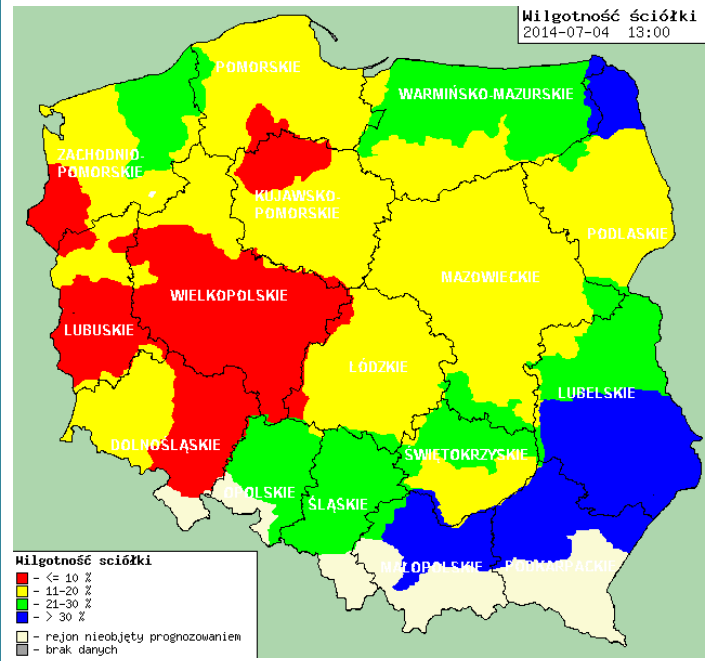 Wilgotność ściółki
2014-07-04 13:00
POMORSKIE
WARMIŃSKO-MAZURSKIE
ZACHODNIO-
POMORSKIE
KUJAWSKO-
POMORSKIE
PODLASKIE
MAZOWIECKIE
WIELKOPOLSKIE
LUBUSKIE
ŁÓDZKIE
LUBELSKIE
DOLNOŚLĄSKIE
ŚWIĘTOKRZYSKIE
OPOLSKIE
ŚLĄSKIE
MAŁOPOLSKIE
PODKARPACKIE
Wilgotność sciółki
- <= 10 %
- 11-20 %
- 21-30 %
- > 30 %
- rejon nieobjęty prognozowaniem
- brak danych